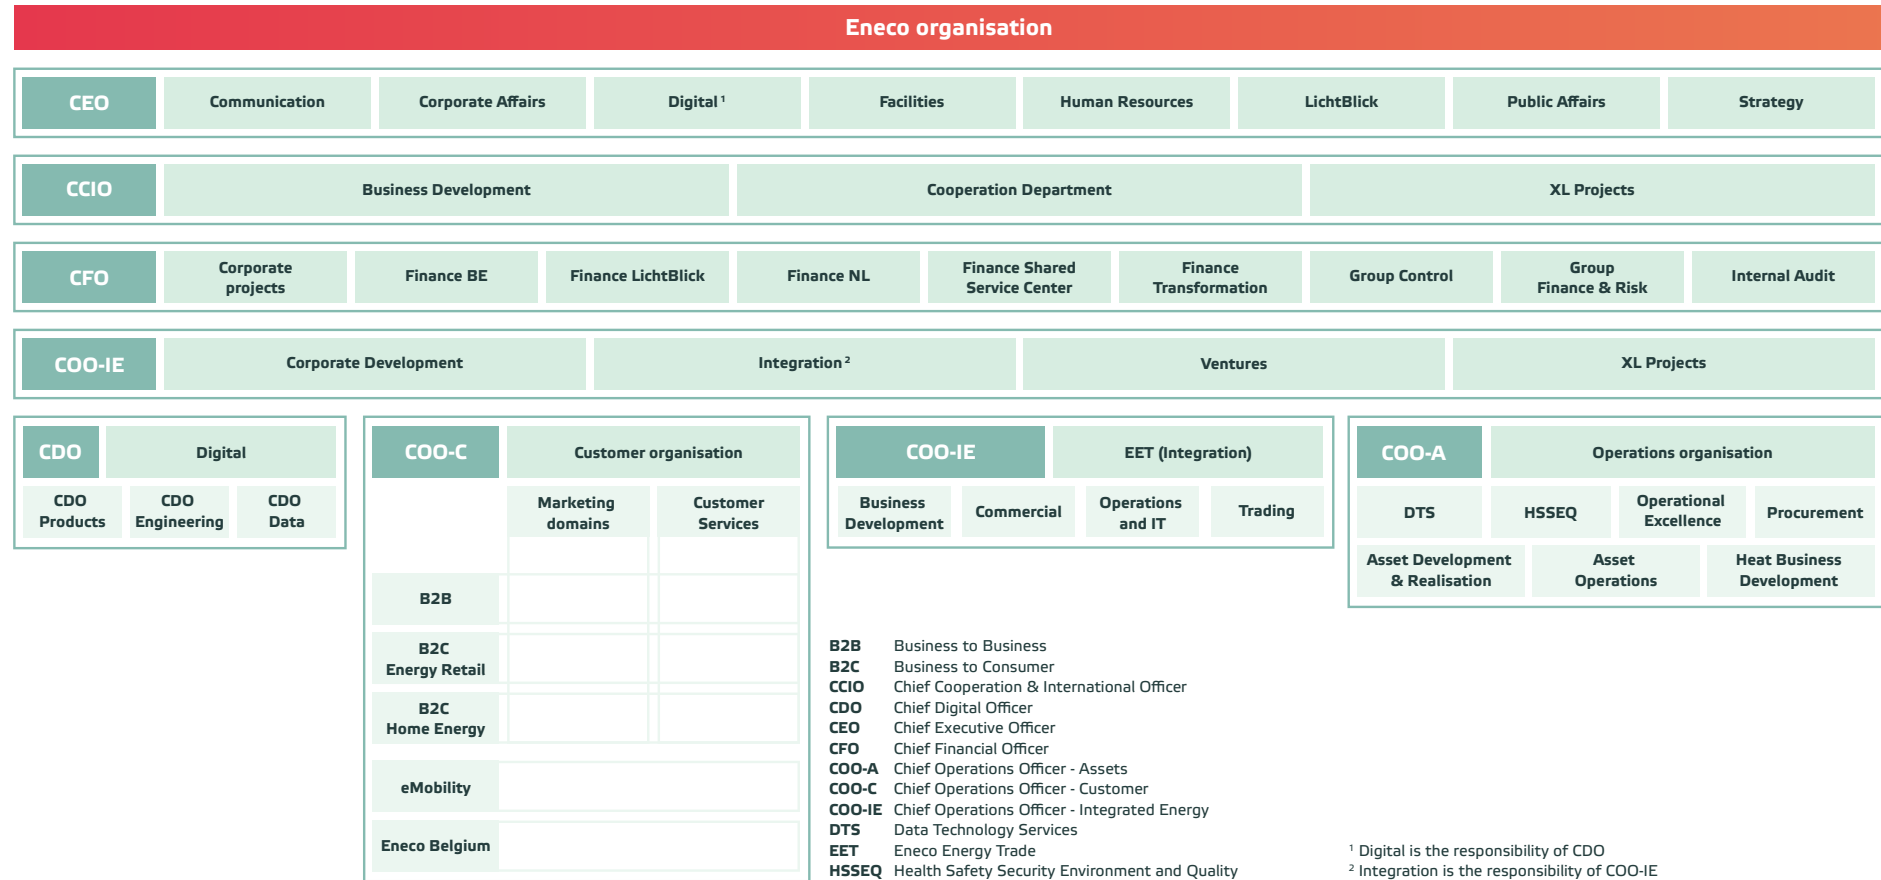 Eneco organisation
CEO
Communication
Corporate Affairs
Digital ¹
Facilities
Human Resources
LichtBlick
Public Affairs
Strategy
CCIO
Business Development
Cooperation Department
XL Projects
CFO
Corporate
projects
Finance BE
Finance LichtBlick
Finance NL
Finance Shared
Service Center
Finance
Transformation
Group Control
Group
Finance & Risk
Internal Audit
COO-IE
Corporate Development
Integration ²
Ventures
XL Projects
CDO
Digital
CDO
Products
CDO
Engineering
CDO
Data
COO-C
Customer organisation
Marketing
domains
Customer
Services
B2B
B2C
Energy Retail
B2C
Home Energy
eMobility
Eneco Belgium
COO-IE
EET (Integration)
Business
Development
Commercial
Operations
and IT
Trading
COO-A
Operations organisation
DTS
HSSEQ
Operational
Excellence
Procurement
Asset Development
& Realisation
Asset
Operations
Heat Business
Development
B2B Business to Business
B2C Business to Consumer
CCIO Chief Cooperation & International Officer
CDO Chief Digital Officer
CEO Chief Executive Officer
CFO Chief Financial Officer
COO-A Chief Operations Officer - Assets
COO-C Chief Operations Officer - Customer
COO-IE Chief Operations Officer - Integrated Energy
DTS Data Technology Services
EET Eneco Energy Trade
HSSEQ Health Safety Security Environment and Quality
¹ Digital is the responsibility of CDO
² Integration is the responsibility of COO-IE